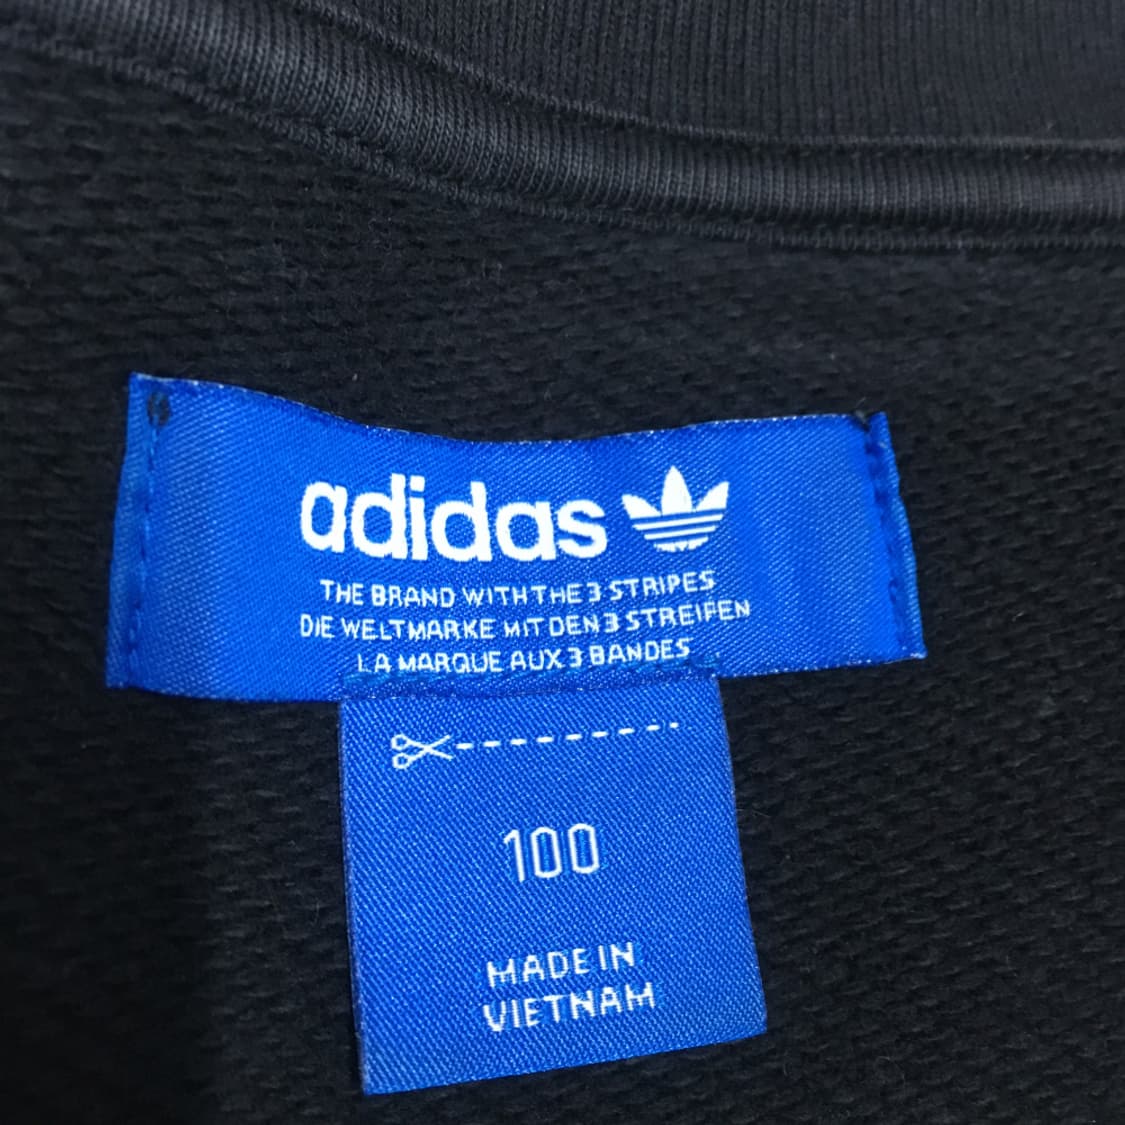 adidas
THE BRAND WITH THE 3 STRIPES
DIE WELTMARKE MIT DEN 3 STREIFEN
LA MARQUE AUX 3 BANDES
100
MADE IN
VIETNAM